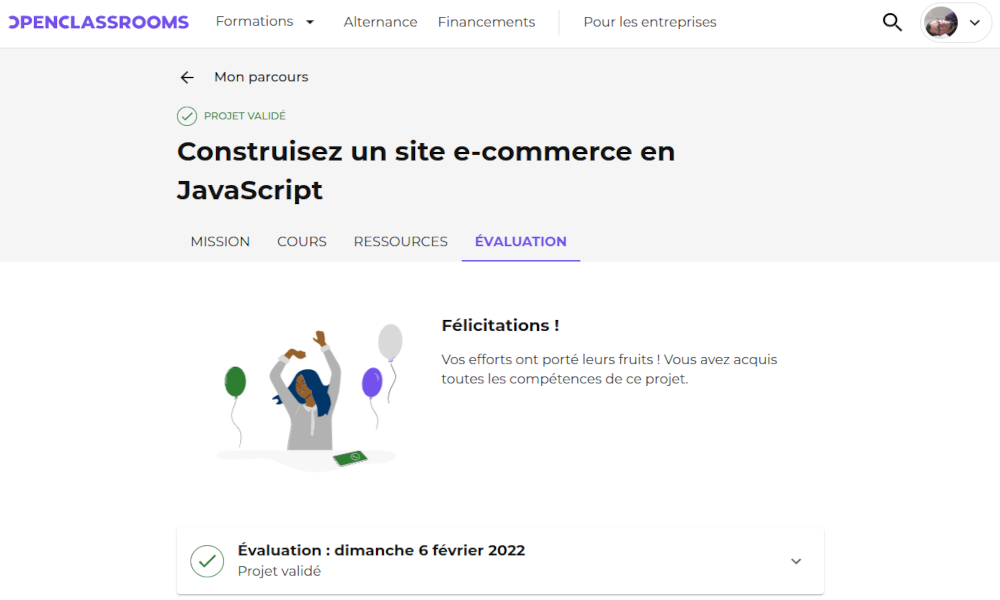 OPENCLASSROOMS Formations Alternance Financements Pour les entreprises
Mon parcours
PROJET VALIDÉ
Construisez un site e-commerce en
JavaScript
MISSION COURS RESSOURCES ÉVALUATION
Félicitations !
Vos efforts ont porté leurs fruits ! Vous avez acquis
toutes les compétences de ce projet.
Évaluation : dimanche 6 février 2022
Projet validé